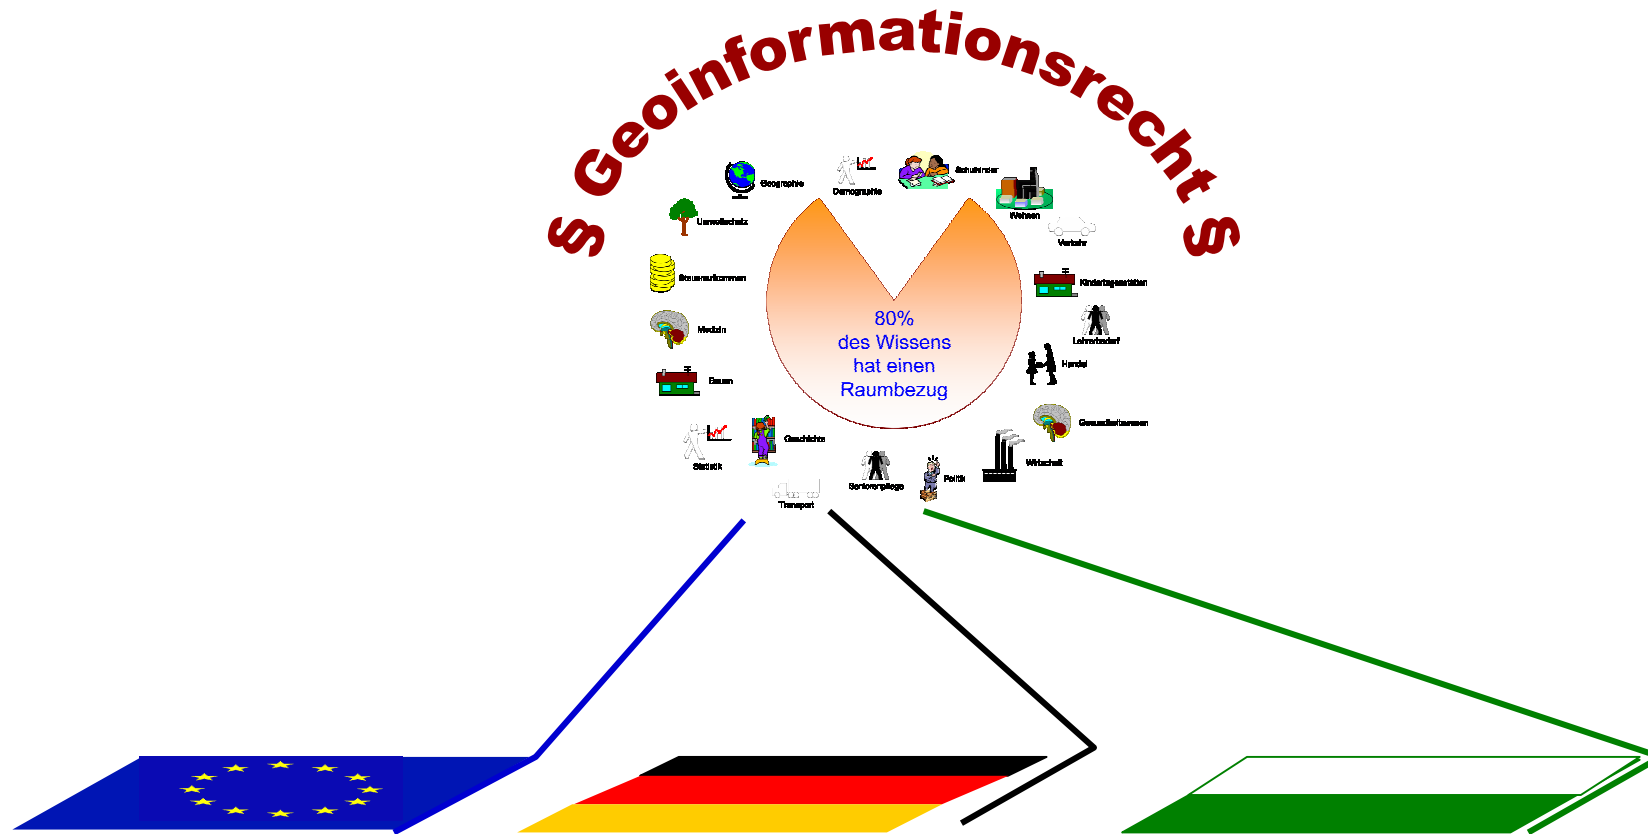 § Geoinformationsrecht §
Geographie
Demographie
Schulkinder
Wohnen
Umweltschutz
Verkehr
Steueraufkommen
Kindertagesstätten
Medizin
Lehrerbedarf
Handel
Bauen
80%
des Wissens
hat einen
Raumbezug
Gesundheitswesen
Geschichte
Statistik
Wirtschaft
Politik
Seniorenpflege
Transport